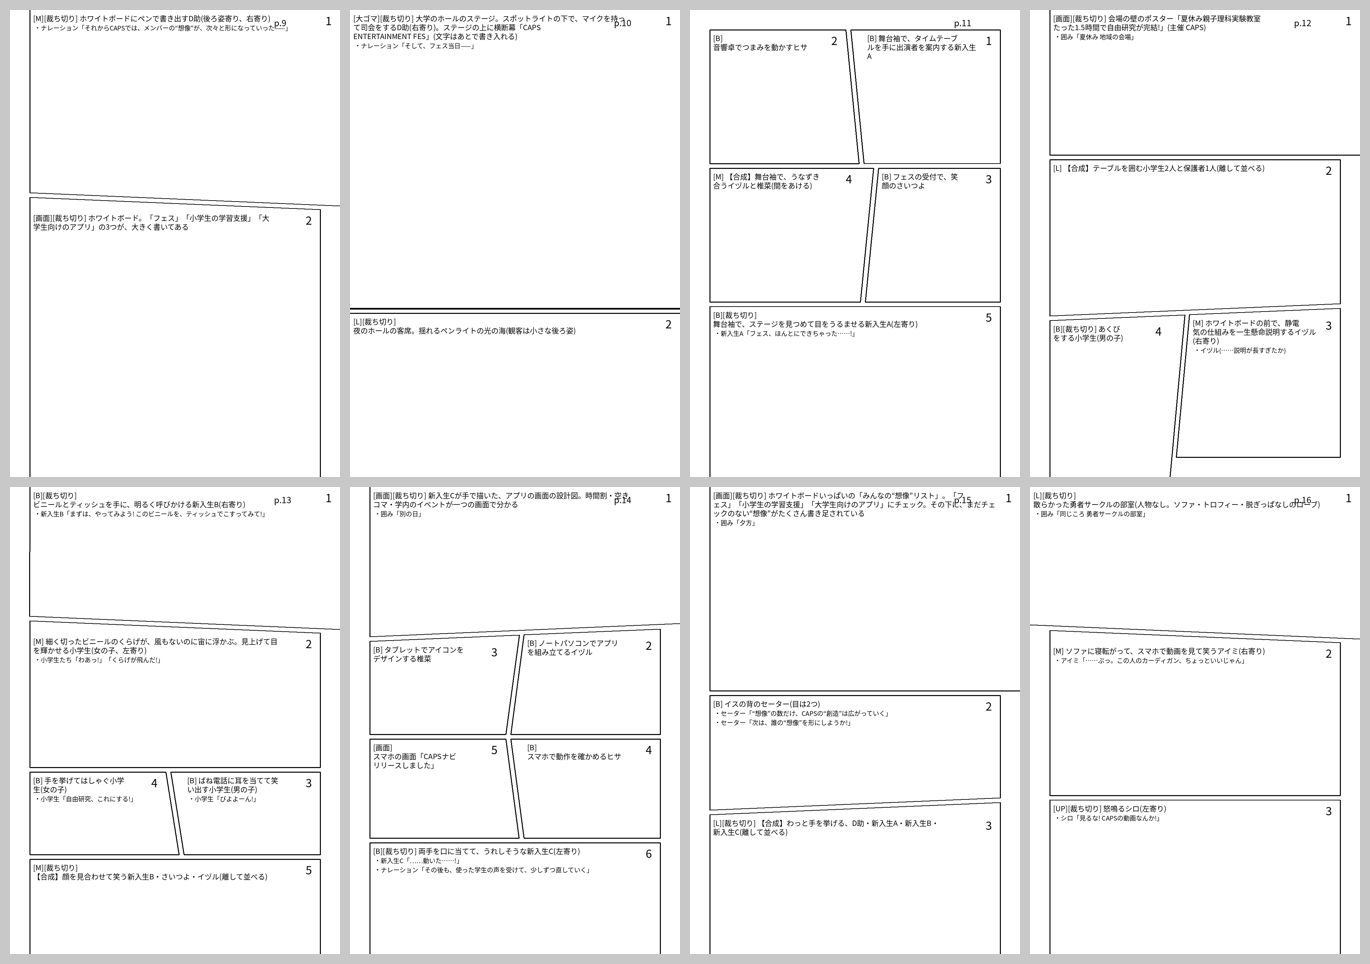 p.9
1
[M][裁ち切り] ホワイトボードにペンで書き出すD助(後ろ姿寄り、右寄り)
・ナレーション「それからCAPSでは、メンバーの“想像”が、次々と形になっていった——」
2
[画面][裁ち切り] ホワイトボード。「フェス」「小学生の学習支援」「大
学生向けのアプリ」の3つが、大きく書いてある
p.10
1
[大ゴマ][裁ち切り] 大学のホールのステージ。スポットライトの下で、マイクを持っ
て司会をするD助(右寄り)。ステージの上に横断幕「CAPS
ENTERTAINMENT FES」(文字はあとで書き入れる)
・ナレーション「そして、フェス当日——」
2
[L][裁ち切り]
夜のホールの客席。揺れるペンライトの光の海(観客は小さな後ろ姿)
p.11
1
[B] 舞台袖で、タイムテーブ
ルを手に出演者を案内する新入生
A
2
[B]
音響卓でつまみを動かすヒサ
3
[B] フェスの受付で、笑
顔のさいつよ
4
[M] 【合成】舞台袖で、うなずき
合うイヅルと椎菜(間をあける)
5
[B][裁ち切り]
舞台袖で、ステージを見つめて目をうるませる新入生A(左寄り)
・新入生A「フェス、ほんとにできちゃった……!」
p.12
1
[画面][裁ち切り] 会場の壁のポスター「夏休み親子理科実験教室
たった1.5時間で自由研究が完結!」(主催 CAPS)
・囲み「夏休み 地域の会場」
2
[L] 【合成】テーブルを囲む小学生2人と保護者1人(離して並べる)
3
[M] ホワイトボードの前で、静電
気の仕組みを一生懸命説明するイヅル
(右寄り)
・イヅル(……説明が長すぎたか)
4
[B][裁ち切り] あくび
をする小学生(男の子)
p.13
1
[B][裁ち切り]
ビニールとティッシュを手に、明るく呼びかける新入生B(右寄り)
・新入生B「まずは、やってみよう! このビニールを、ティッシュでこすってみて!」
2
[M] 細く切ったビニールのくらげが、風もないのに宙に浮かぶ。見上げて目
を輝かせる小学生(女の子、左寄り)
・小学生たち「わあっ!」「くらげが飛んだ!」
3
[B] ばね電話に耳を当てて笑
い出す小学生(男の子)
・小学生「びよよーん!」
4
[B] 手を挙げてはしゃぐ小学
生(女の子)
・小学生「自由研究、これにする!」
5
[M][裁ち切り]
【合成】顔を見合わせて笑う新入生B・さいつよ・イヅル(離して並べる)
p.14
1
[画面][裁ち切り] 新入生Cが手で描いた、アプリの画面の設計図。時間割・空き
コマ・学内のイベントが一つの画面で分かる
・囲み「別の日」
2
[B] ノートパソコンでアプリ
を組み立てるイヅル
3
[B] タブレットでアイコンを
デザインする椎菜
4
[B]
スマホで動作を確かめるヒサ
5
[画面]
スマホの画面「CAPSナビ
リリースしました」
6
[B][裁ち切り] 両手を口に当てて、うれしそうな新入生C(左寄り)
・新入生C「……動いた……!」
・ナレーション「その後も、使った学生の声を受けて、少しずつ直していく」
p.15
1
[画面][裁ち切り] ホワイトボードいっぱいの「みんなの“想像”リスト」。「フ
ェス」「小学生の学習支援」「大学生向けのアプリ」にチェック。その下に、まだチェ
ックのない“想像”がたくさん書き足されている
・囲み「夕方」
2
[B] イスの背のセーター(目は2つ)
・セーター「“想像”の数だけ、CAPSの“創造”は広がっていく」
・セーター「次は、誰の“想像”を形にしようか!」
3
[L][裁ち切り] 【合成】わっと手を挙げる、D助・新入生A・新入生B・
新入生C(離して並べる)
p.16
1
[L][裁ち切り]
散らかった勇者サークルの部室(人物なし。ソファ・トロフィー・脱ぎっぱなしのローブ)
・囲み「同じころ 勇者サークルの部室」
2
[M] ソファに寝転がって、スマホで動画を見て笑うアイミ(右寄り)
・アイミ「……ぷっ。この人のカーディガン、ちょっといいじゃん」
3
[UP][裁ち切り] 怒鳴るシロ(左寄り)
・シロ「見るな! CAPSの動画なんか!」